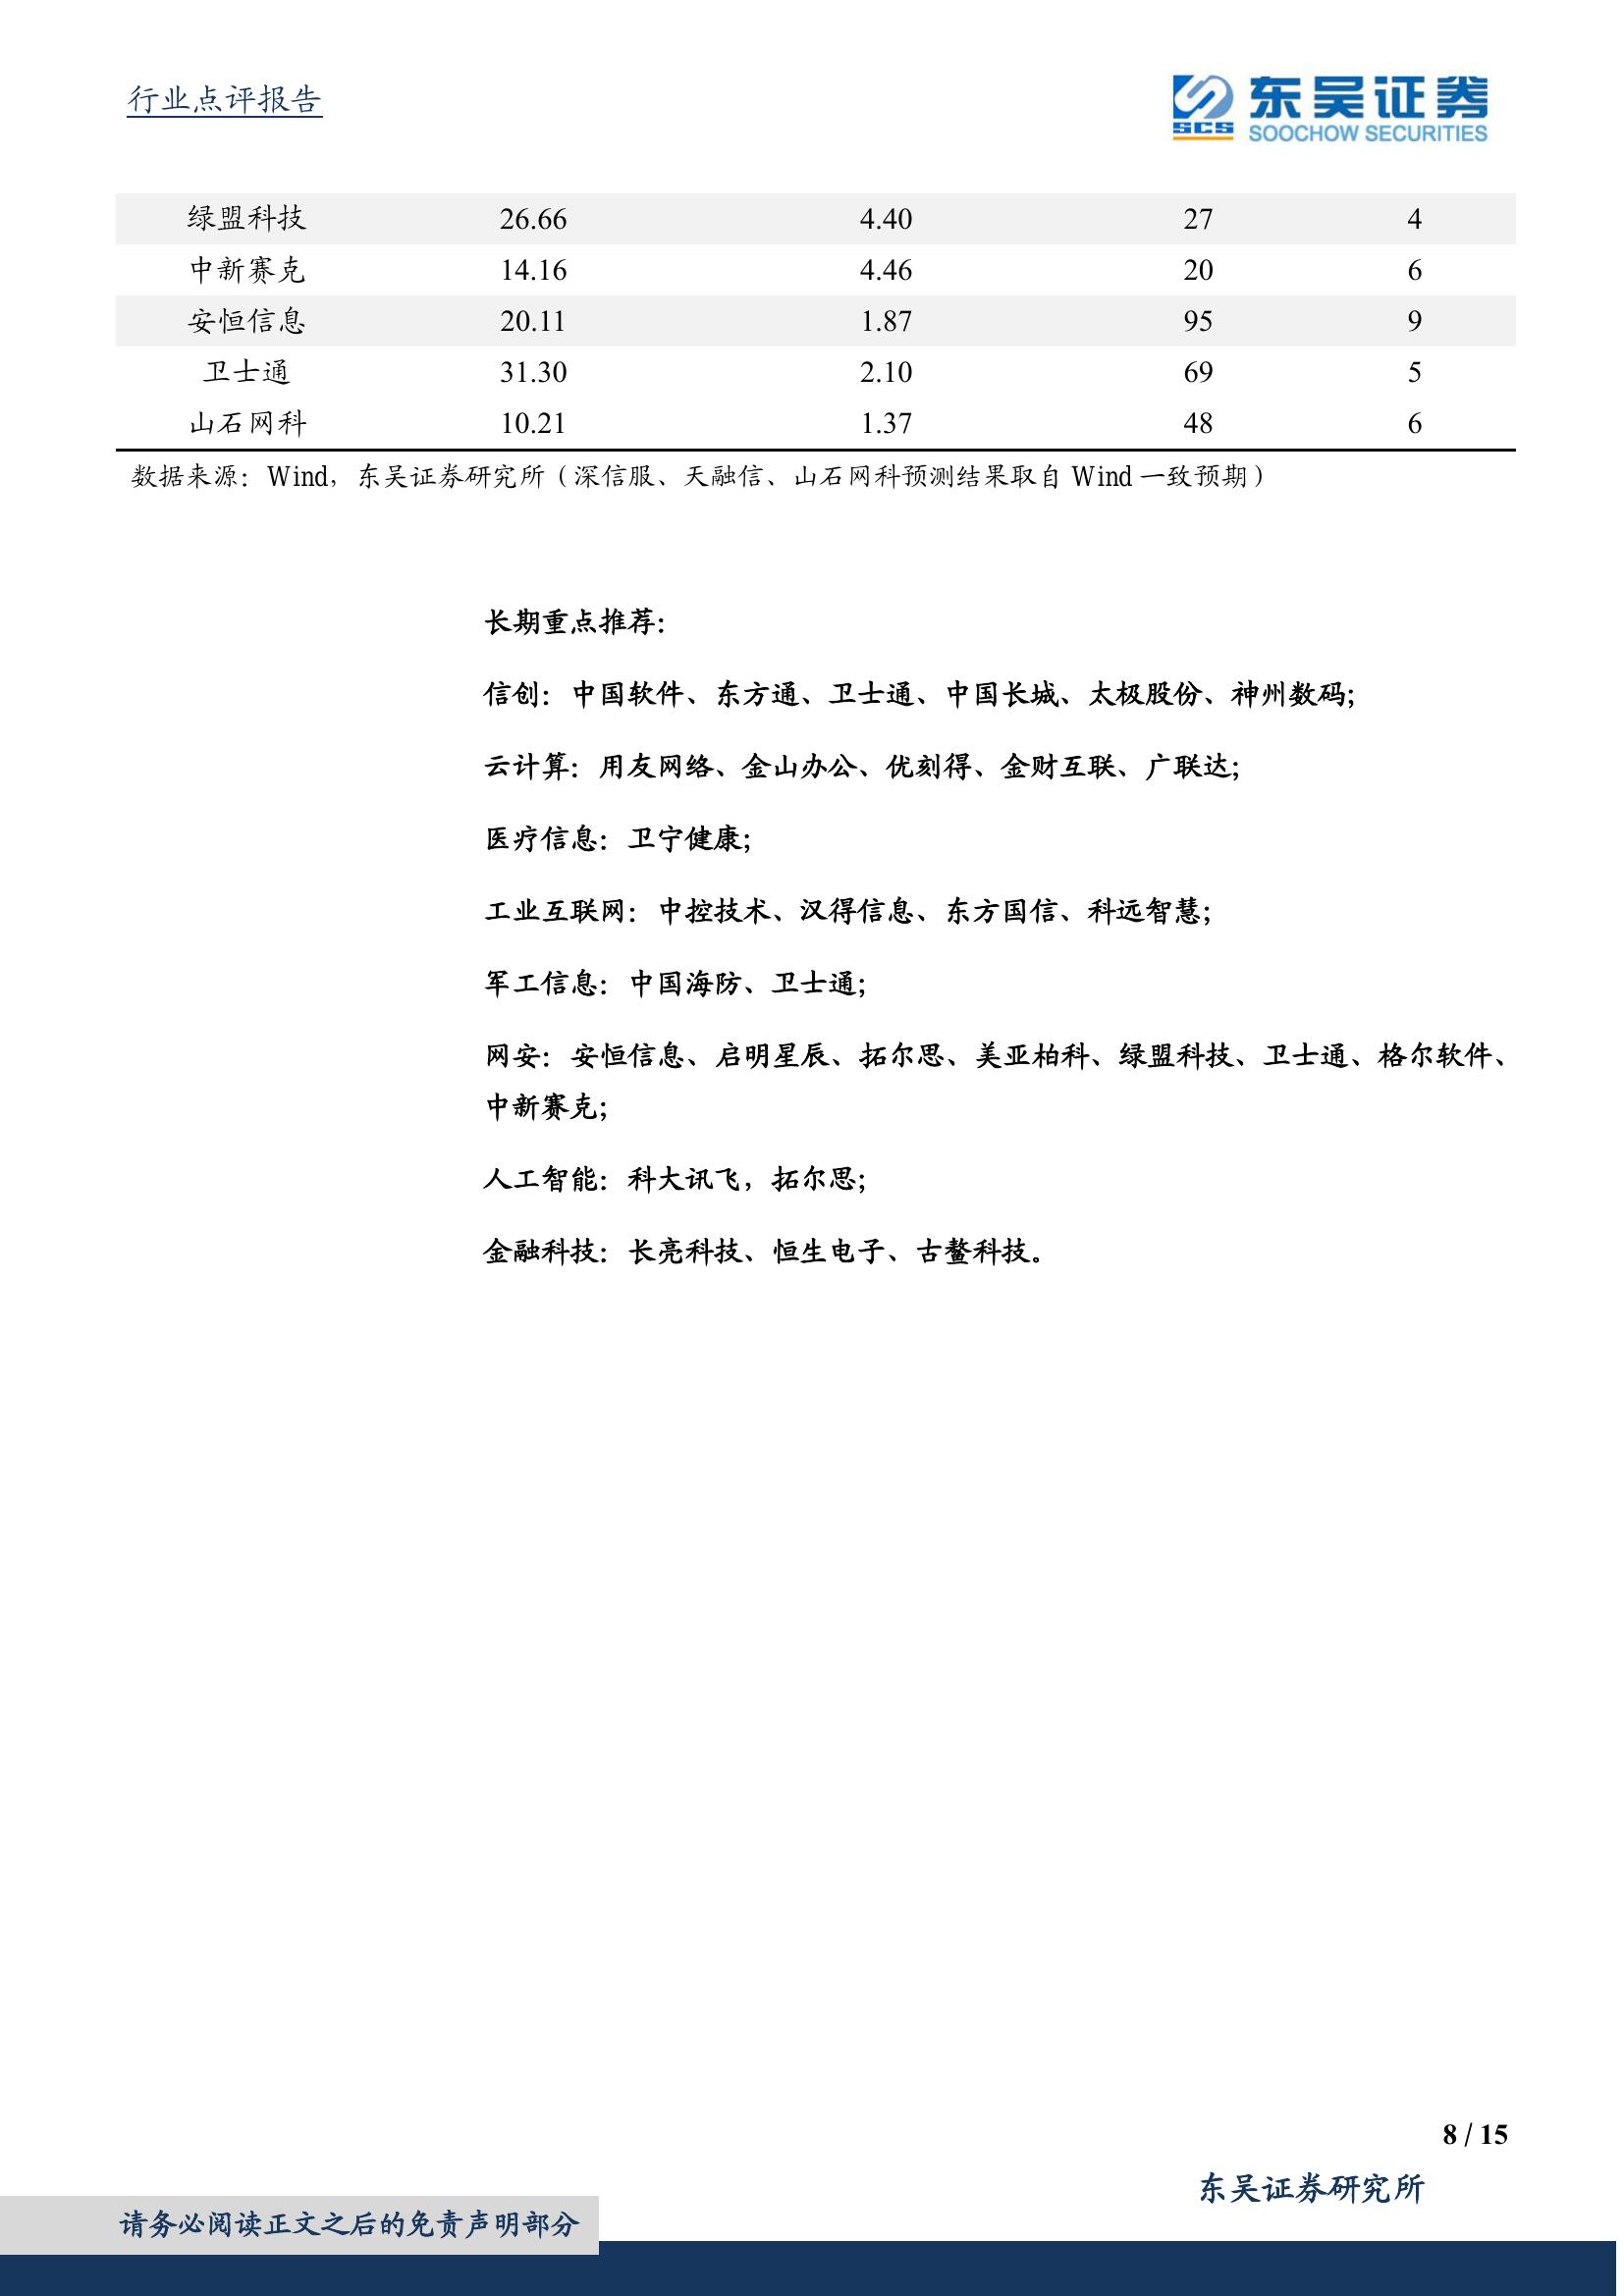 行业点评报告
SCS 东吴证券
SOOCHOW SECURITIES
绿盟科技 26.66 4.40 27 4
中新赛克 14.16 4.46 20 6
安恒信息 20.11 1.87 95 9
卫士通 31.30 2.10 69 5
山石网科 10.21 1.37 48 6
数据来源：Wind，东吴证券研究所（深信服、天融信、山石网科预测结果取自 Wind 一致预期）
长期重点推荐：
信创：中国软件、东方通、卫士通、中国长城、太极股份、神州数码；
云计算：用友网络、金山办公、优刻得、金财互联、广联达；
医疗信息：卫宁健康；
工业互联网：中控技术、汉得信息、东方国信、科远智慧；
军工信息：中国海防、卫士通；
网安：安恒信息、启明星辰、拓尔思、美亚柏科、绿盟科技、卫士通、格尔软件、
中新赛克；
人工智能：科大讯飞，拓尔思；
金融科技：长亮科技、恒生电子、古鳌科技。
8 / 15
东吴证券研究所
请务必阅读正文之后的免责声明部分